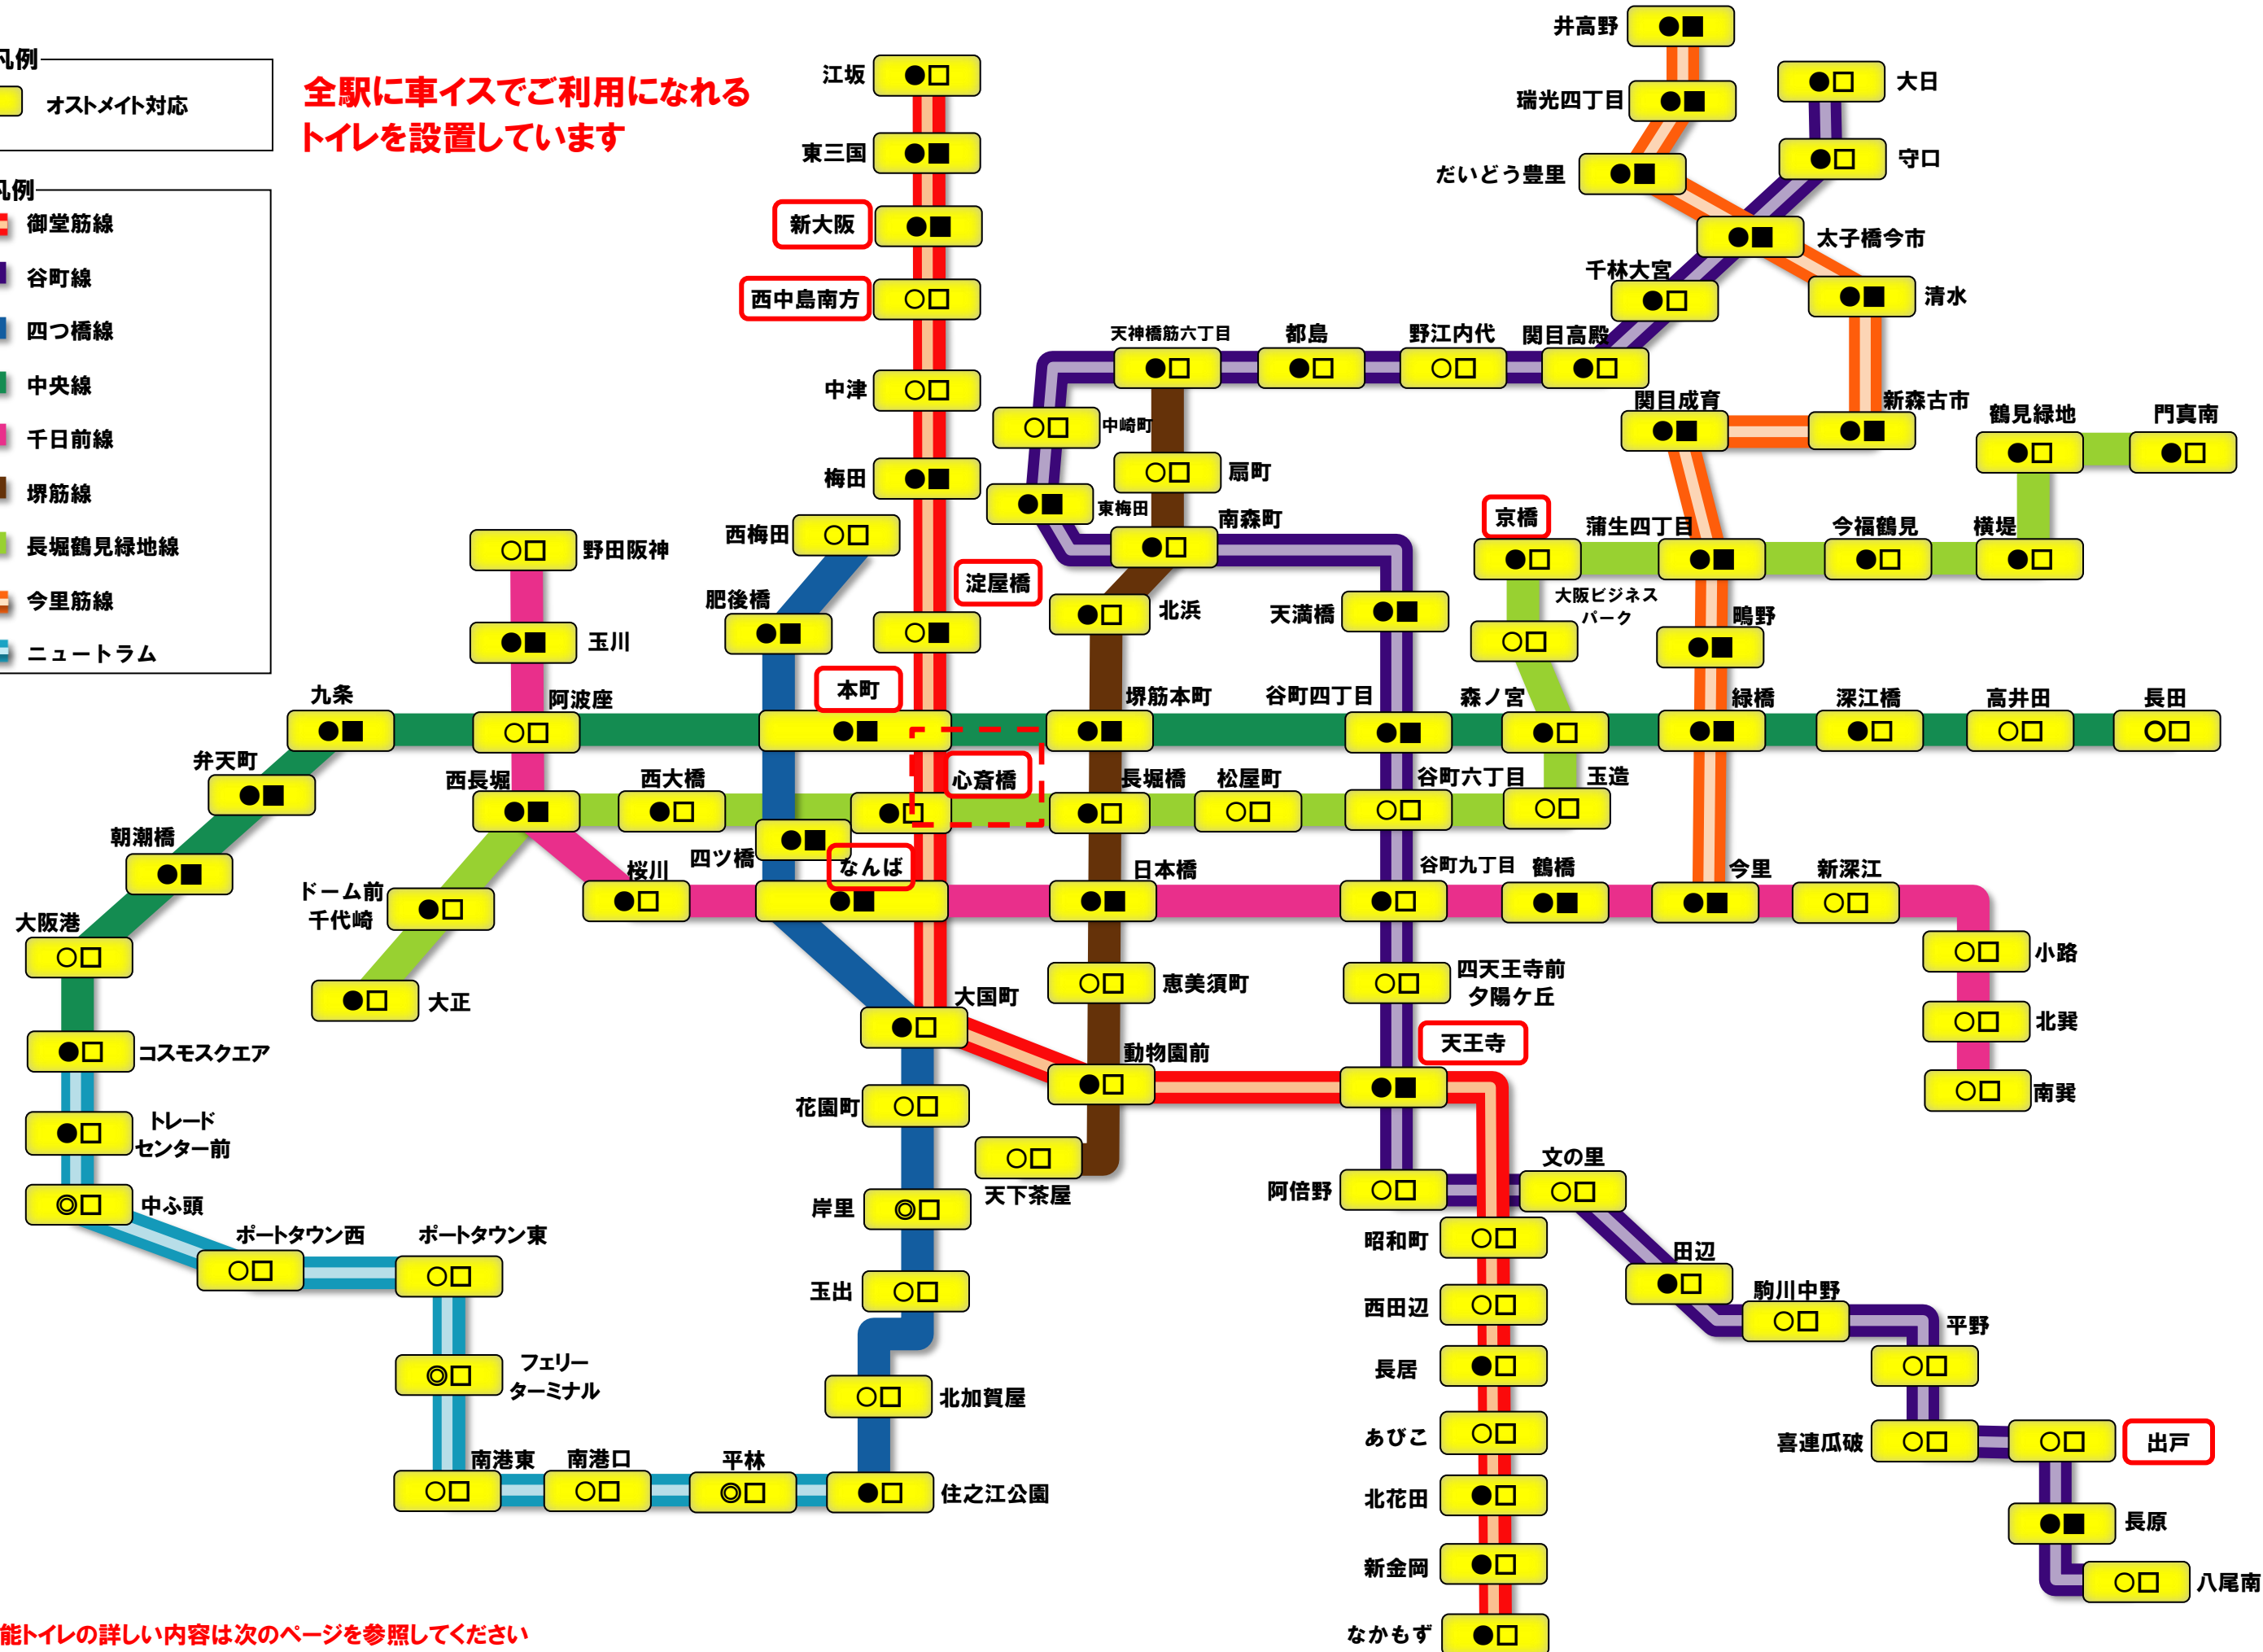 凡例
オストメイト対応
全駅に車イスでご利用になれる
トイレを設置しています
凡例
御堂筋線
谷町線
四つ橋線
中央線
千日前線
堺筋線
長堀鶴見緑地線
今里筋線
ニュートラム
江坂
東三国
新大阪
西中島南方
中津
梅田
淀屋橋
本町
心斎橋
なんば
大国町
動物園前
天王寺
昭和町
西田辺
長居
あびこ
北花田
新金岡
なかもず
井高野
瑞光四丁目
だいどう豊里
太子橋今市
清水
新森古市
関目成育
蒲生四丁目
鴫野
緑橋
今里
大日
守口
千林大宮
関目高殿
野江内代
都島
天神橋筋六丁目
中崎町
東梅田
南森町
天満橋
谷町四丁目
谷町六丁目
谷町九丁目
四天王寺前
夕陽ケ丘
阿倍野
文の里
田辺
駒川中野
平野
喜連瓜破
出戸
長原
八尾南
扇町
北浜
堺筋本町
長堀橋
日本橋
恵美須町
天下茶屋
門真南
鶴見緑地
横堤
今福鶴見
京橋
大阪ビジネス
パーク
森ノ宮
玉造
松屋町
西大橋
西長堀
ドーム前
千代崎
大正
西梅田
肥後橋
四ツ橋
花園町
岸里
玉出
北加賀屋
住之江公園
野田阪神
玉川
阿波座
桜川
鶴橋
新深江
小路
北巽
南巽
長田
高井田
深江橋
九条
弁天町
朝潮橋
大阪港
コスモスクエア
トレード
センター前
中ふ頭
ポートタウン西
ポートタウン東
フェリー
ターミナル
南港東
南港口
平林
能トイレの詳しい内容は次のページを参照してください